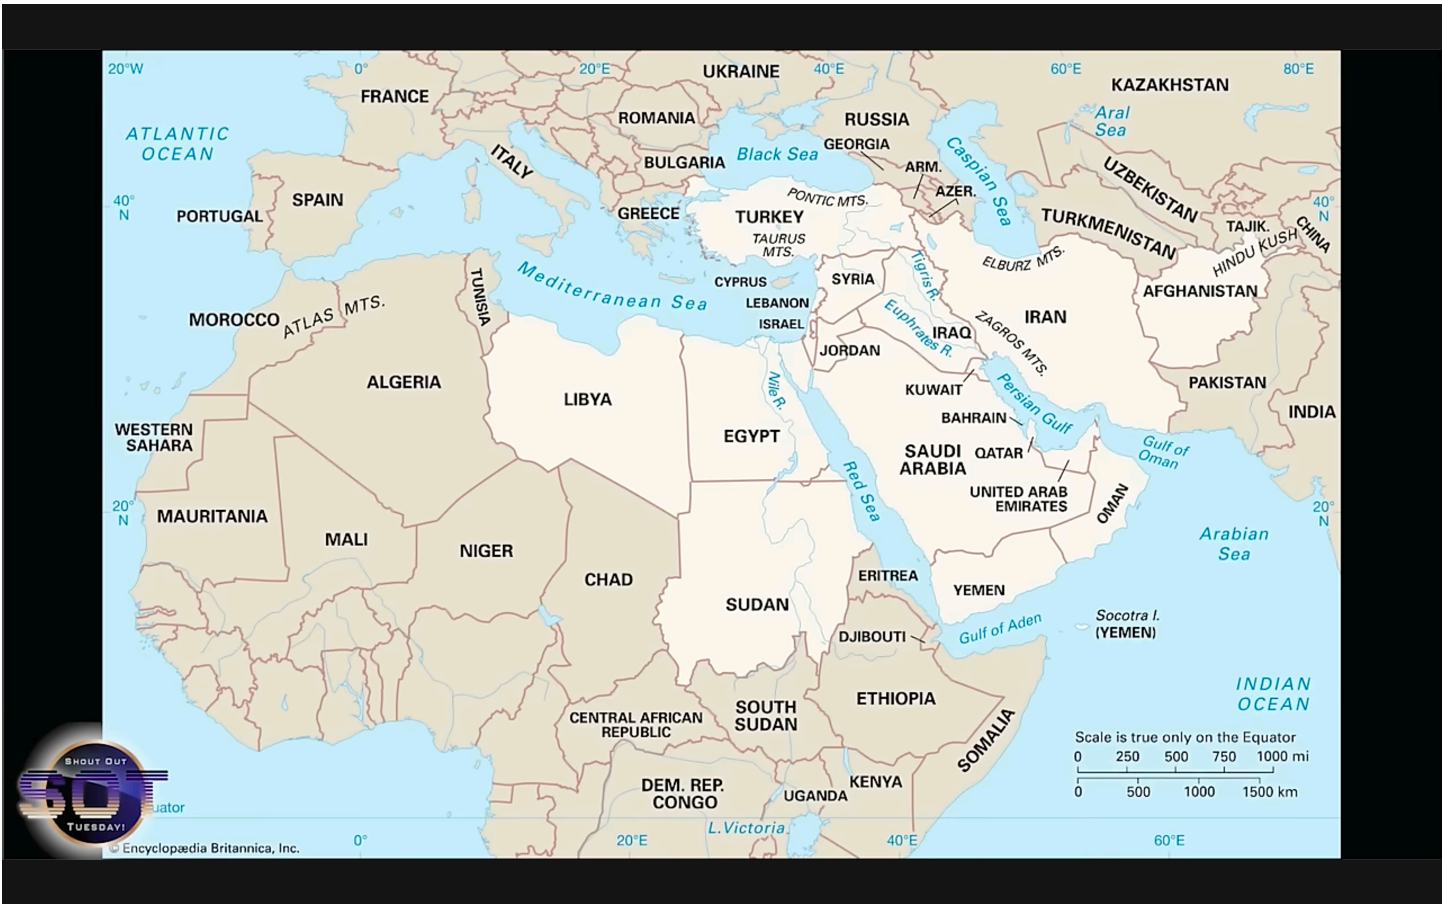 20°W
0°
20°E
40°E
60°E
80°E
UKRAINE
KAZAKHSTAN
FRANCE
ROMANIA
RUSSIA
Aral
Sea
ATLANTIC
OCEAN
GEORGIA
Caspian Sea
ITALY
BULGARIA
Black Sea
ARM.
UZBEKISTAN
AZER.
40°
N
SPAIN
PORTUGAL
GREECE
TURKEY
PONTIC MTS.
TURKMENISTAN
40°
N
TAJIK.
CHINA
TAURUS
MTS.
ELBURZ MTS.
HINDU KUSH
TUNISIA
Mediterranean Sea
CYPRUS
SYRIA
Tigris R.
AFGHANISTAN
LEBANON
MOROCCO
ATLAS MTS.
ISRAEL
Euphrates R.
IRAQ
IRAN
ZAGROS MTS.
JORDAN
ALGERIA
LIBYA
Nile R.
KUWAIT
Persian Gulf
PAKISTAN
INDIA
BAHRAIN
WESTERN
SAHARA
EGYPT
SAUDI
ARABIA
QATAR
Gulf of
Oman
Red Sea
UNITED ARAB
EMIRATES
OMAN
20°
N
MAURITANIA
20°
N
MALI
NIGER
CHAD
Arabian
Sea
ERITREA
SUDAN
YEMEN
DJIBOUTI
Gulf of Aden
Socotra I.
(YEMEN)
ETHIOPIA
INDIAN
OCEAN
SOUTH
SUDAN
CENTRAL AFRICAN
REPUBLIC
SOMALIA
Scale is true only on the Equator
0 250 500 750 1000 mi
0 500 1000 1500 km
DEM. REP.
CONGO
KENYA
UGANDA
L.Victoria
SHOUT OUT
SOT
TUESDAY!
uator
0°
20°E
40°E
60°E
© Encyclopædia Britannica, Inc.